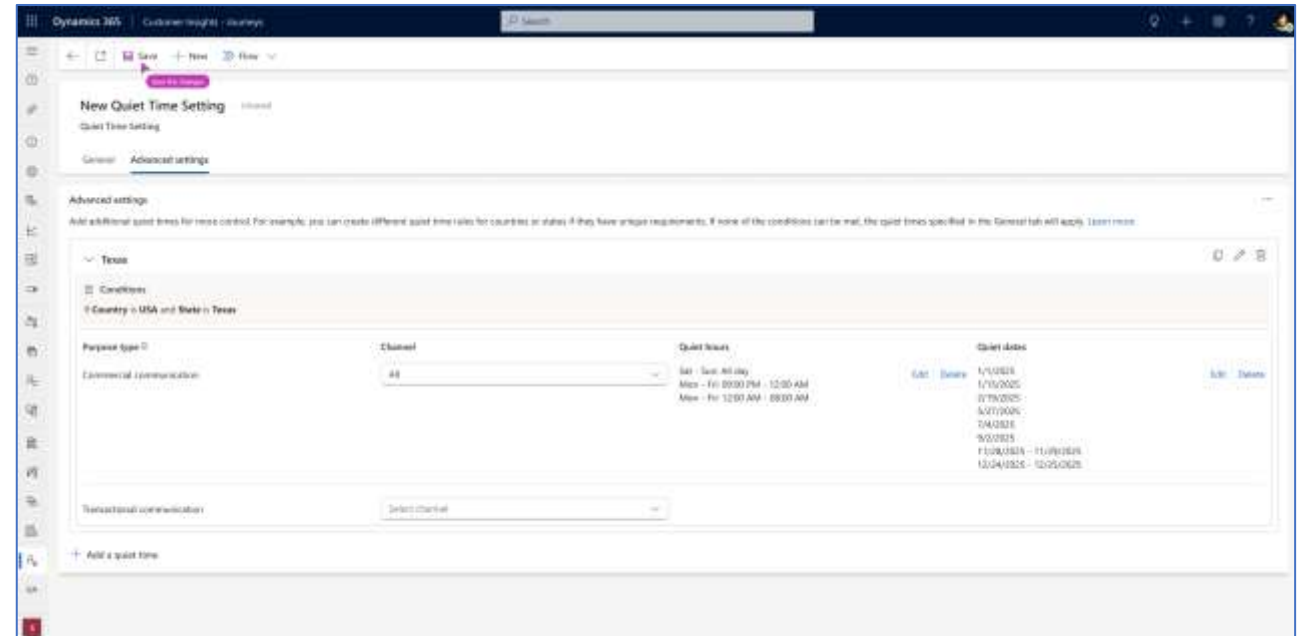 Dynamics 365 Customer Insights - Journeys
Search
Save New Flow
New Quiet Time Setting Unsaved
Quiet Time Setting
General Advanced settings
Advanced settings
Add additional quiet times for more control. For example, you can create different quiet time rules for countries or states if they have unique requirements. If none of the conditions can be met, the quiet times specified in the General tab will apply. Learn more
Texas
Conditions
Country is USA and State is Texas
Purpose type Channel Quiet hours Quiet dates
Commercial communication All
Sat - Sun: All day
Mon - Fri: 09:00 PM - 12:00 AM
Mon - Fri: 12:00 AM - 08:00 AM
Edit Delete
1/1/2025
5/27/2025
7/4/2025
9/2/2025
12/24/2025 - 12/25/2025
Edit Delete
Transactional communication Select channel
Add a quiet time